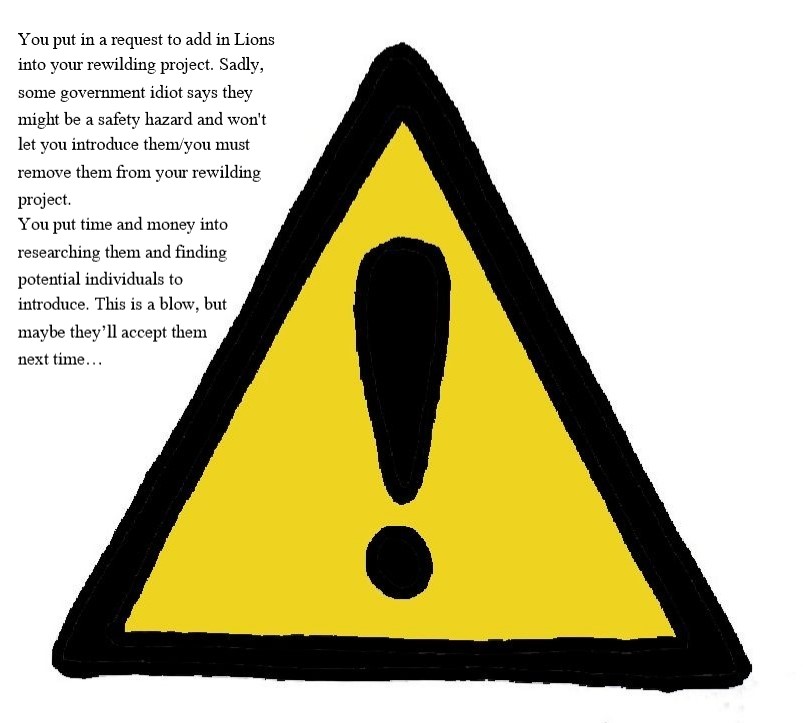 You put in a request to add in Lions
into your rewilding project. Sadly,
some government idiot says they
might be a safety hazard and won't
let you introduce them/you must
remove them from your rewilding
project.
You put time and money into
researching them and finding
potential individuals to
introduce. This is a blow, but
maybe they’ll accept them
next time…
!